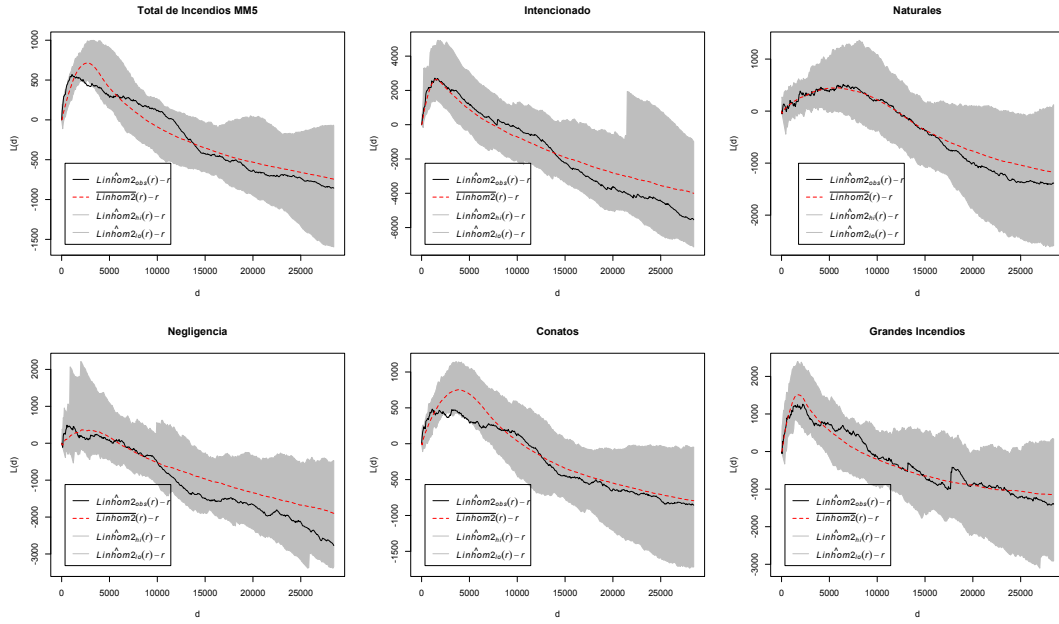 Total de Incendios MM5
L(d)
1000
500
0
-500
-1000
-1500
Linhom2obs(r)−r
Linhom2(r)−r
Linhom2hi(r)−r
Linhom2lo(r)−r
0 5000 10000 15000 20000 25000
d
Intencionado
L(d)
4000
2000
0
-2000
-4000
-6000
Linhom2obs(r)−r
Linhom2(r)−r
Linhom2hi(r)−r
Linhom2lo(r)−r
0 5000 10000 15000 20000 25000
d
Naturales
L(d)
1000
0
-1000
-2000
Linhom2obs(r)−r
Linhom2(r)−r
Linhom2hi(r)−r
Linhom2lo(r)−r
0 5000 10000 15000 20000 25000
d
Negligencia
L(d)
2000
1000
0
-1000
-2000
-3000
Linhom2obs(r)−r
Linhom2(r)−r
Linhom2hi(r)−r
Linhom2lo(r)−r
0 5000 10000 15000 20000 25000
d
Conatos
L(d)
1000
500
0
-500
-1000
-1500
Linhom2obs(r)−r
Linhom2(r)−r
Linhom2hi(r)−r
Linhom2lo(r)−r
0 5000 10000 15000 20000 25000
d
Grandes Incendios
L(d)
2000
1000
0
-1000
-2000
-3000
Linhom2obs(r)−r
Linhom2(r)−r
Linhom2hi(r)−r
Linhom2lo(r)−r
0 5000 10000 15000 20000 25000
d